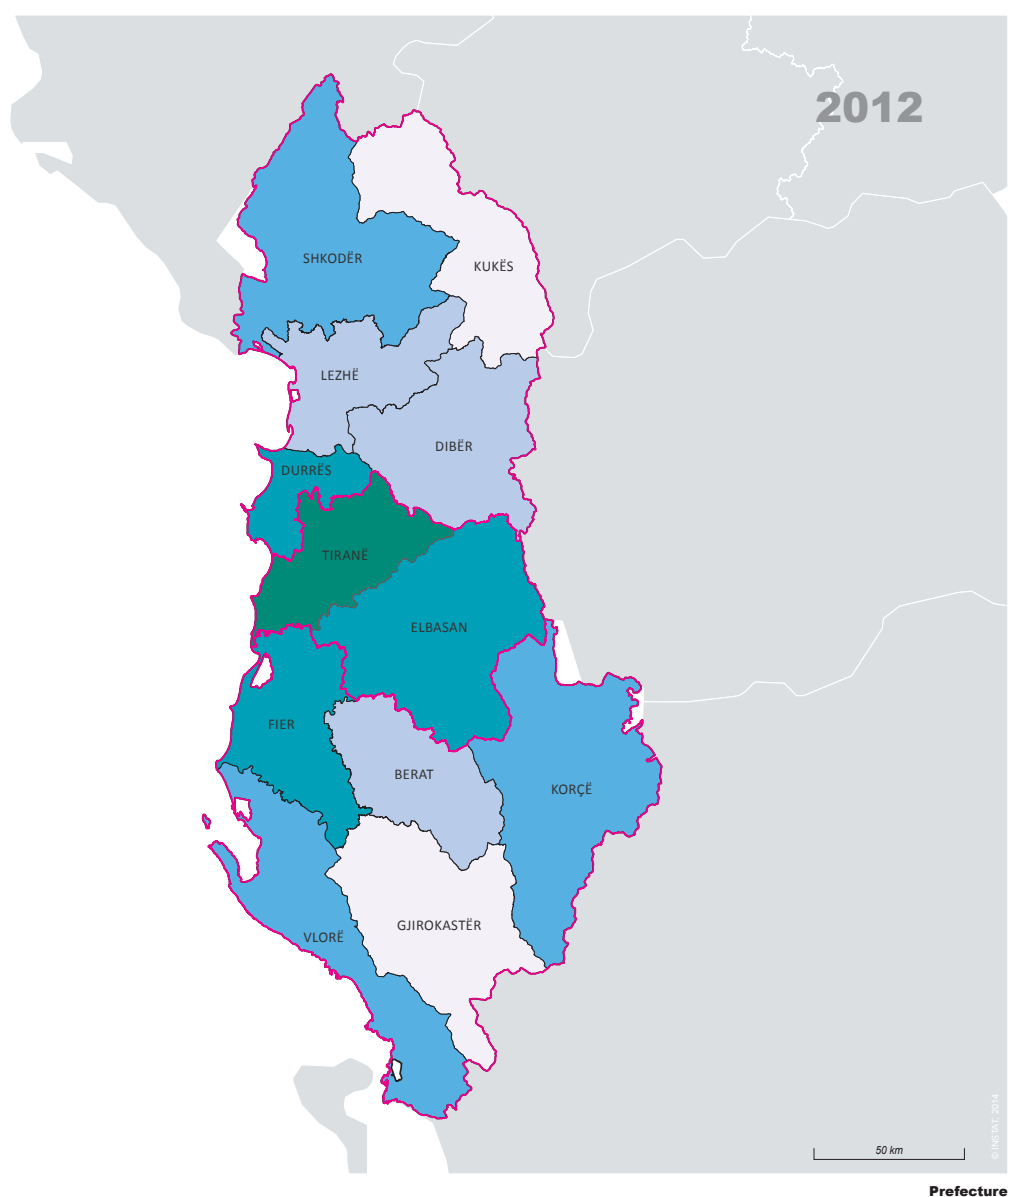 2012
SHKODËR
KUKËS
LEZHË
DIBËR
DURRËS
TIRANË
ELBASAN
FIER
BERAT
KORÇË
GJIROKASTËR
VLORË
© INSTAT, 2014
50 km
Prefecture